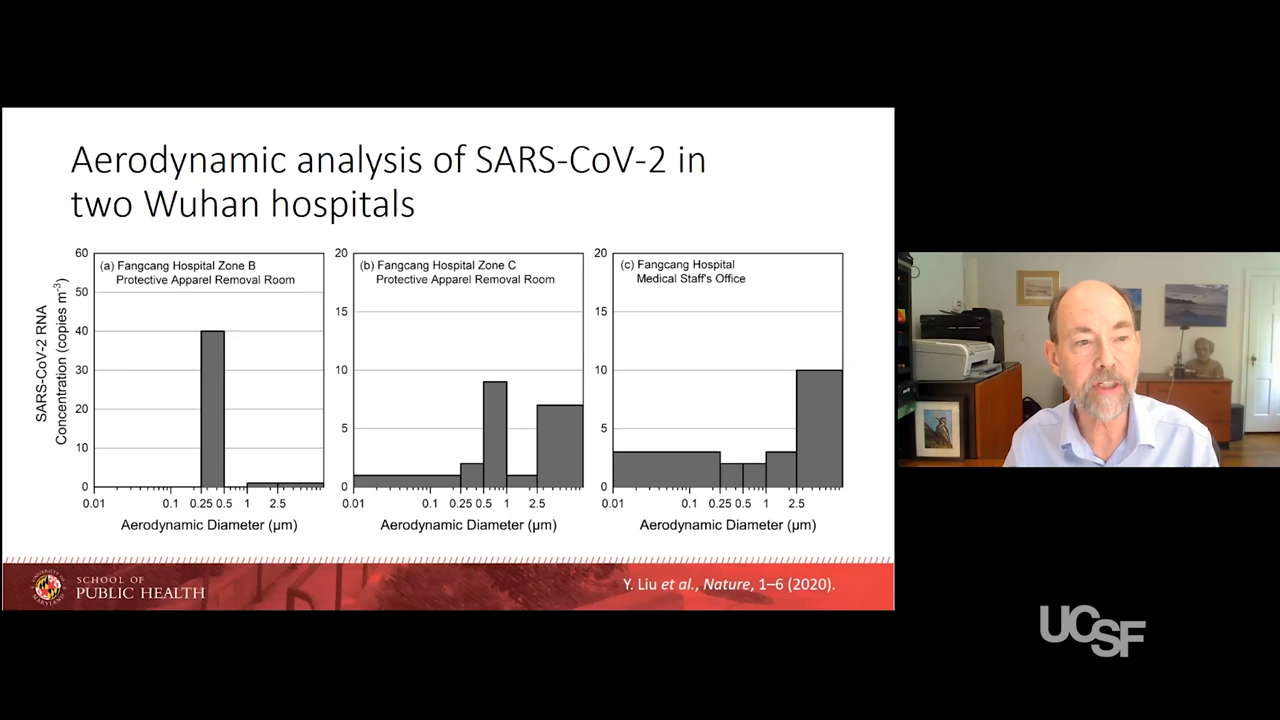 Aerodynamic analysis of SARS-CoV-2 in
two Wuhan hospitals
SARS-CoV-2 RNA
Concentration (copies m⁻³)
60
50
40
30
20
10
0
(a) Fangcang Hospital Zone B
Protective Apparel Removal Room
0.01 0.1 0.25 0.5 1 2.5
Aerodynamic Diameter (µm)
20
15
10
5
0
(b) Fangcang Hospital Zone C
Protective Apparel Removal Room
0.01 0.1 0.25 0.5 1 2.5
Aerodynamic Diameter (µm)
20
15
10
5
0
(c) Fangcang Hospital
Medical Staff's Office
0.01 0.1 0.25 0.5 1 2.5
Aerodynamic Diameter (µm)
SCHOOL OF
PUBLIC HEALTH
Y. Liu et al., Nature, 1–6 (2020).
UCSF